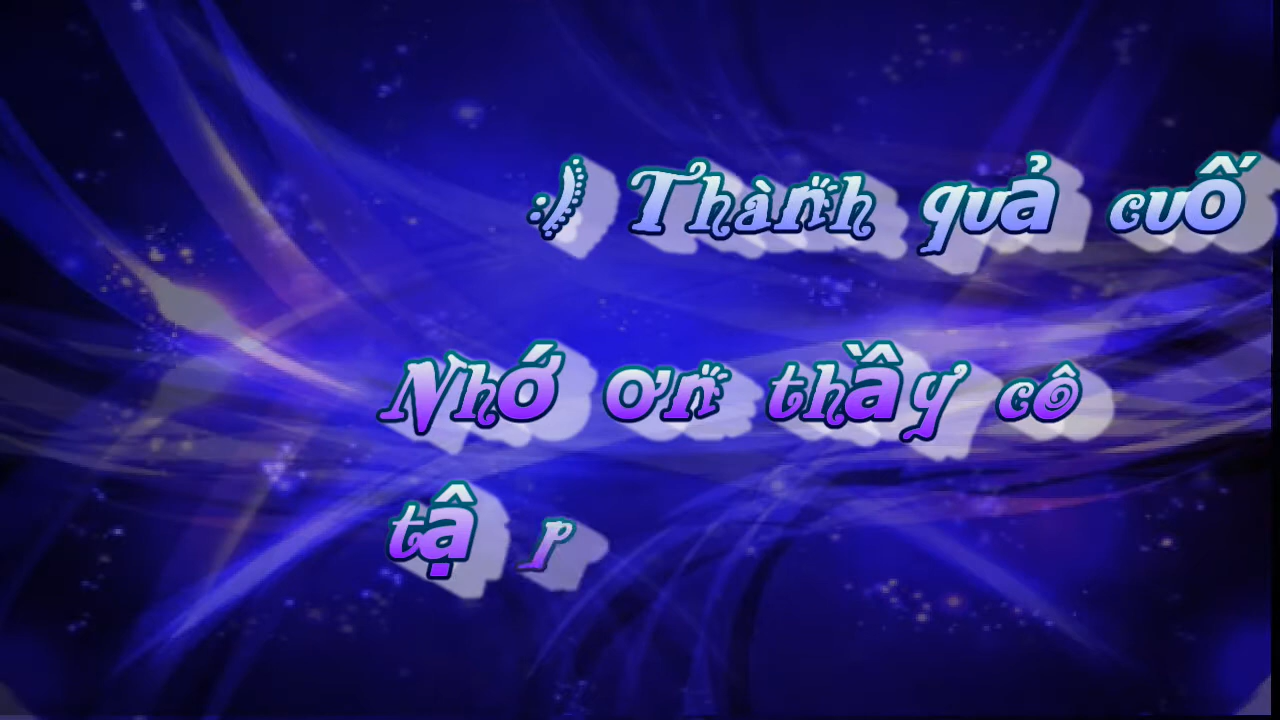 :) Thành quả cuố
Nhớ ơn thầy cô
tậ p